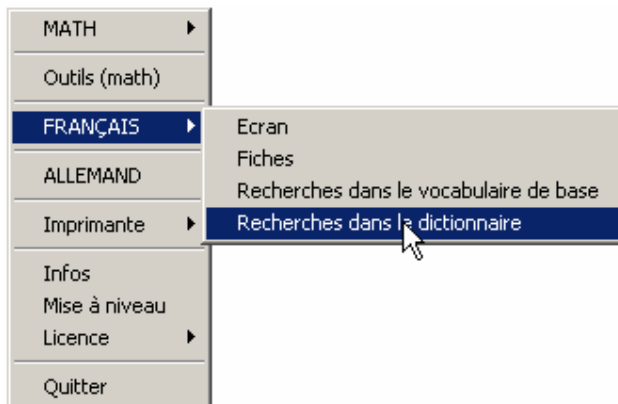 MATH
Outils (math)
FRANÇAIS
ALLEMAND
Imprimante
Infos
Mise à niveau
Licence
Quitter
Ecran
Fiches
Recherches dans le vocabulaire de base
Recherches dans le dictionnaire